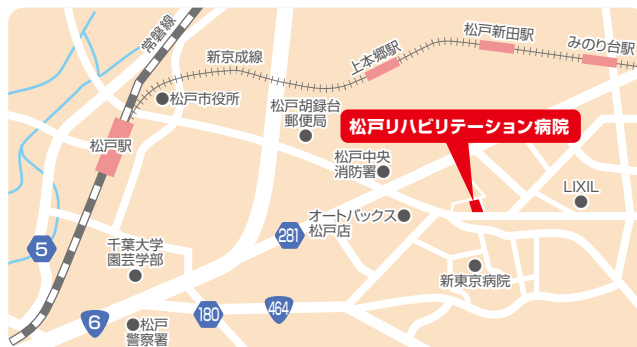 常磐線
新京成線
上本郷駅
松戸新田駅
みのり台駅
松戸市役所
松戸胡録台
郵便局
松戸リハビリテーション病院
松戸駅
松戸中央
消防署
LIXIL
オートバックス
松戸店
281
5
千葉大学
園芸学部
新東京病院
6
180
464
松戸
警察署